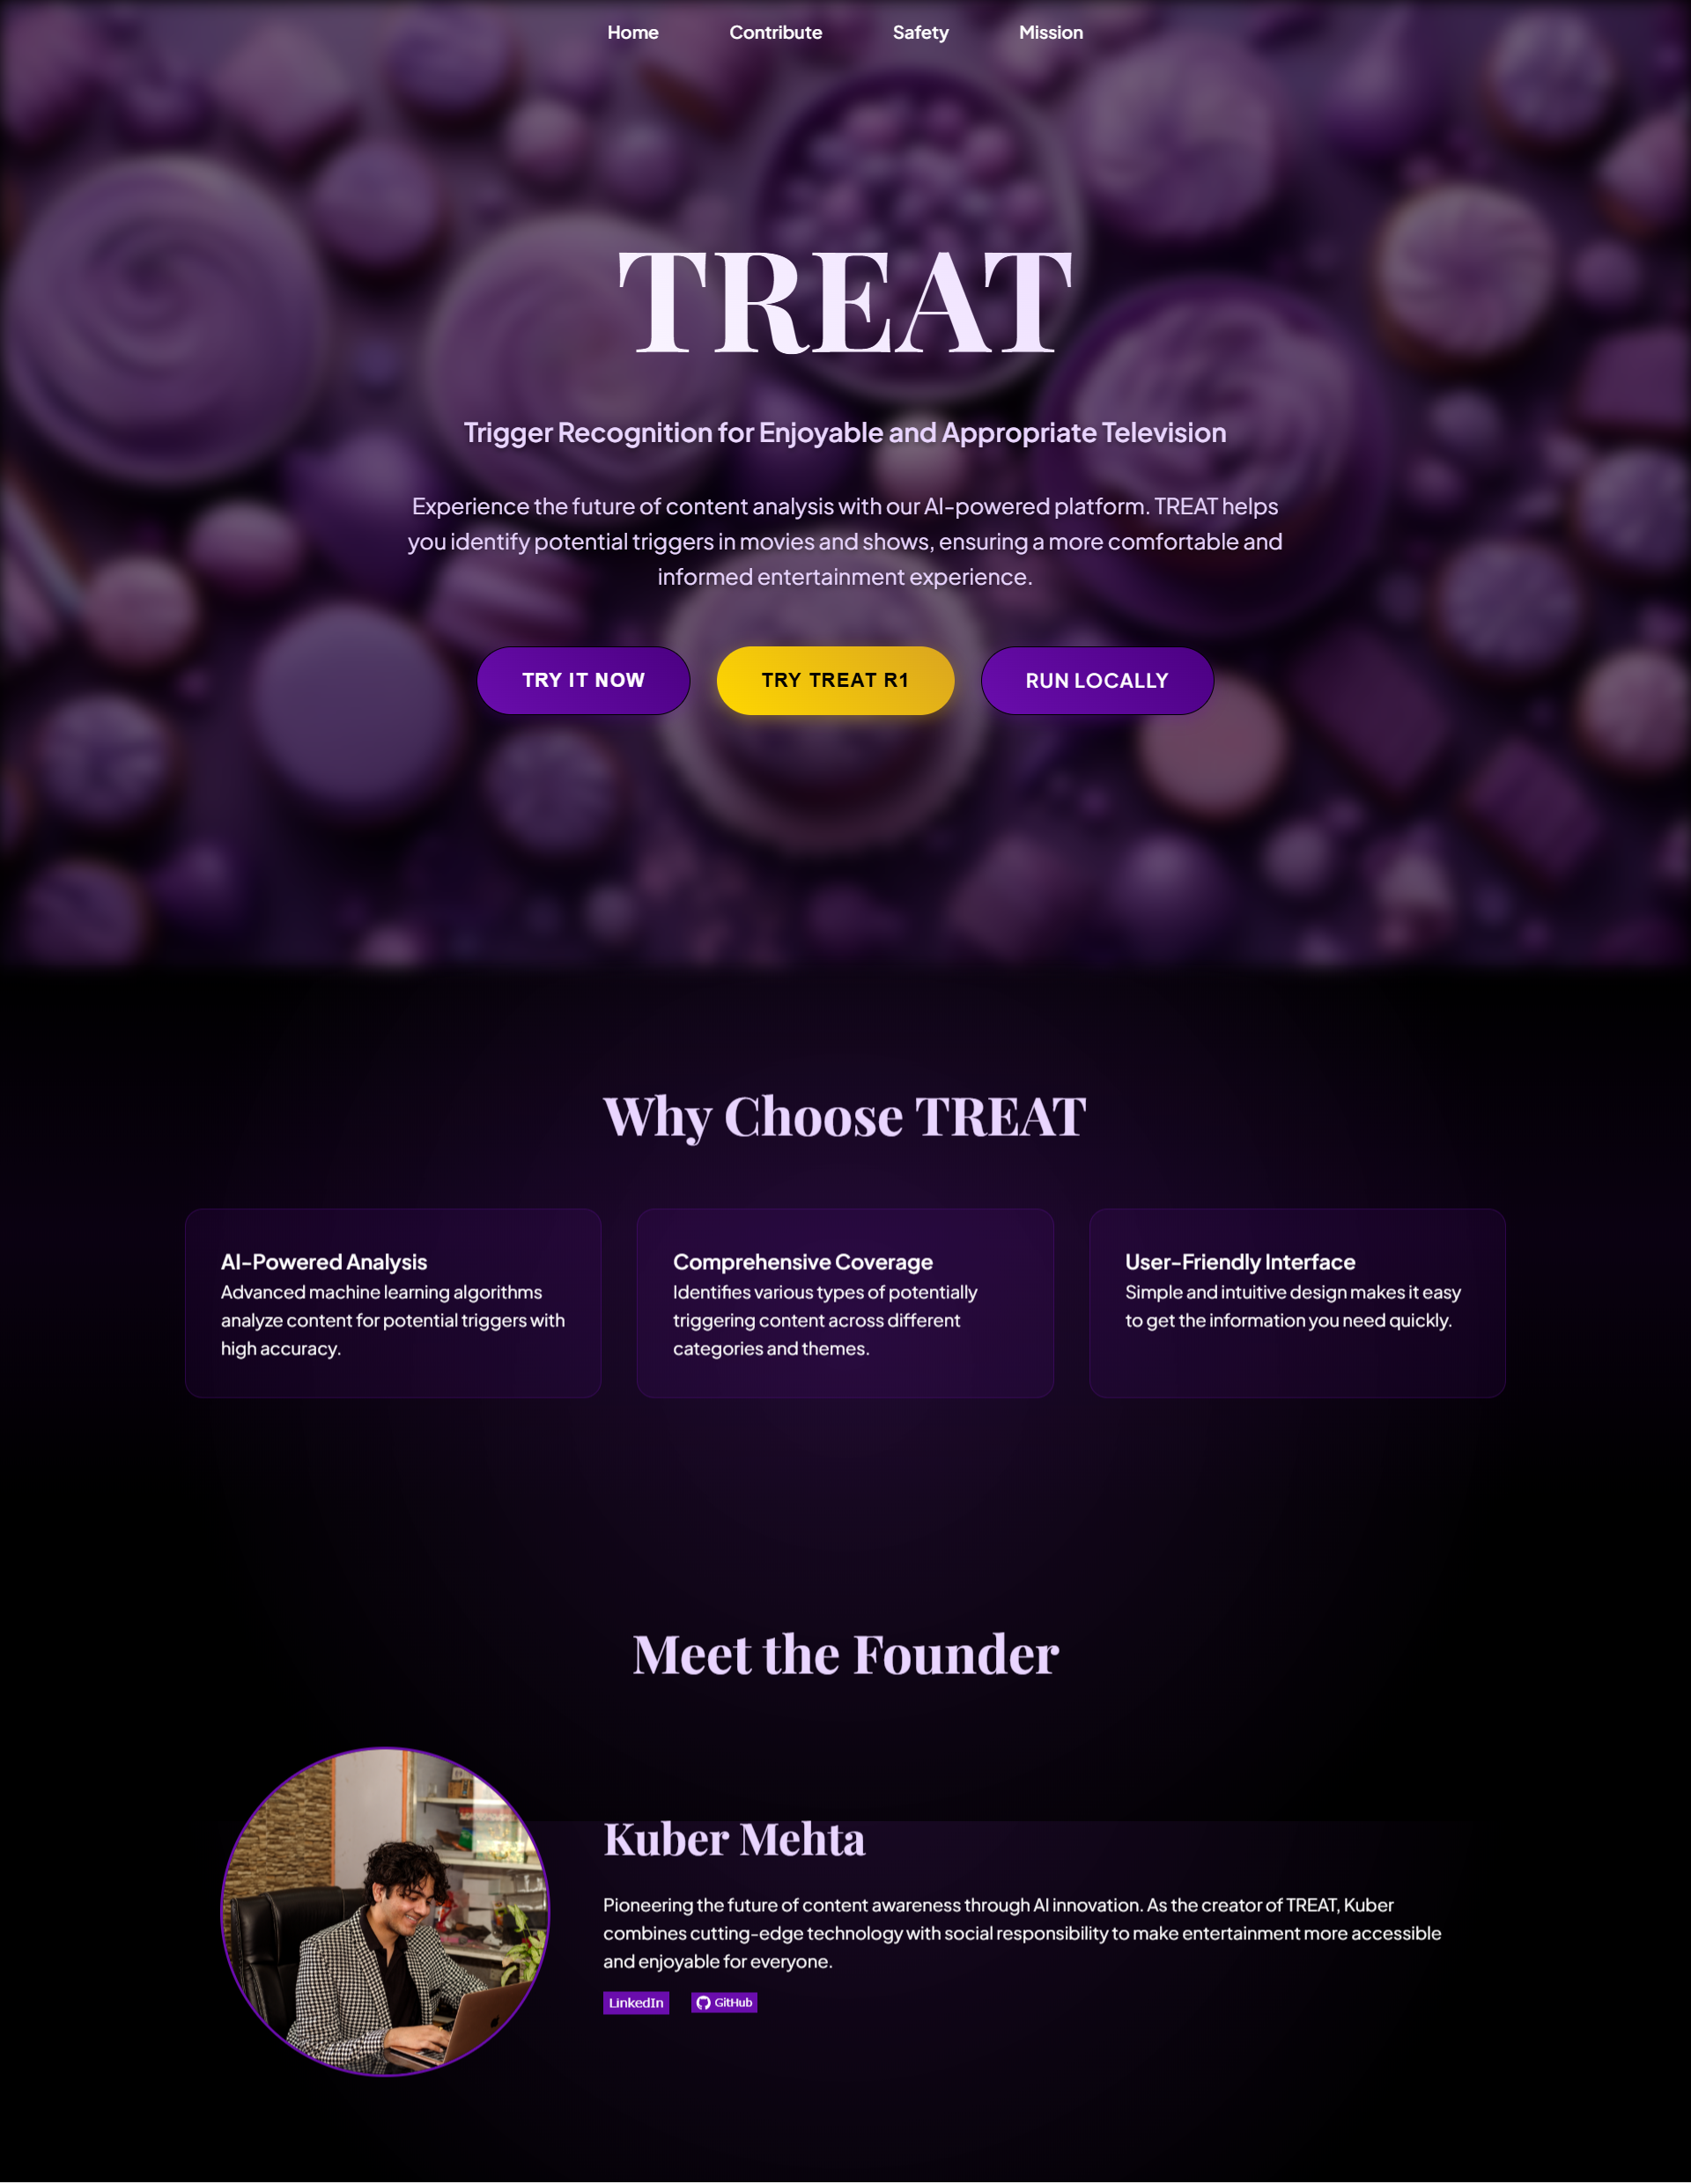 Home Contribute Safety Mission
TREAT
Trigger Recognition for Enjoyable and Appropriate Television
Experience the future of content analysis with our AI-powered platform. TREAT helps
you identify potential triggers in movies and shows, ensuring a more comfortable and
informed entertainment experience.
TRY IT NOW TRY TREAT R1 RUN LOCALLY
Why Choose TREAT
AI-Powered Analysis
Advanced machine learning algorithms
analyze content for potential triggers with
high accuracy.
Comprehensive Coverage
Identifies various types of potentially
triggering content across different
categories and themes.
User-Friendly Interface
Simple and intuitive design makes it easy
to get the information you need quickly.
Meet the Founder
Kuber Mehta
Pioneering the future of content awareness through AI innovation. As the creator of TREAT, Kuber
combines cutting-edge technology with social responsibility to make entertainment more accessible
and enjoyable for everyone.
LinkedIn GitHub